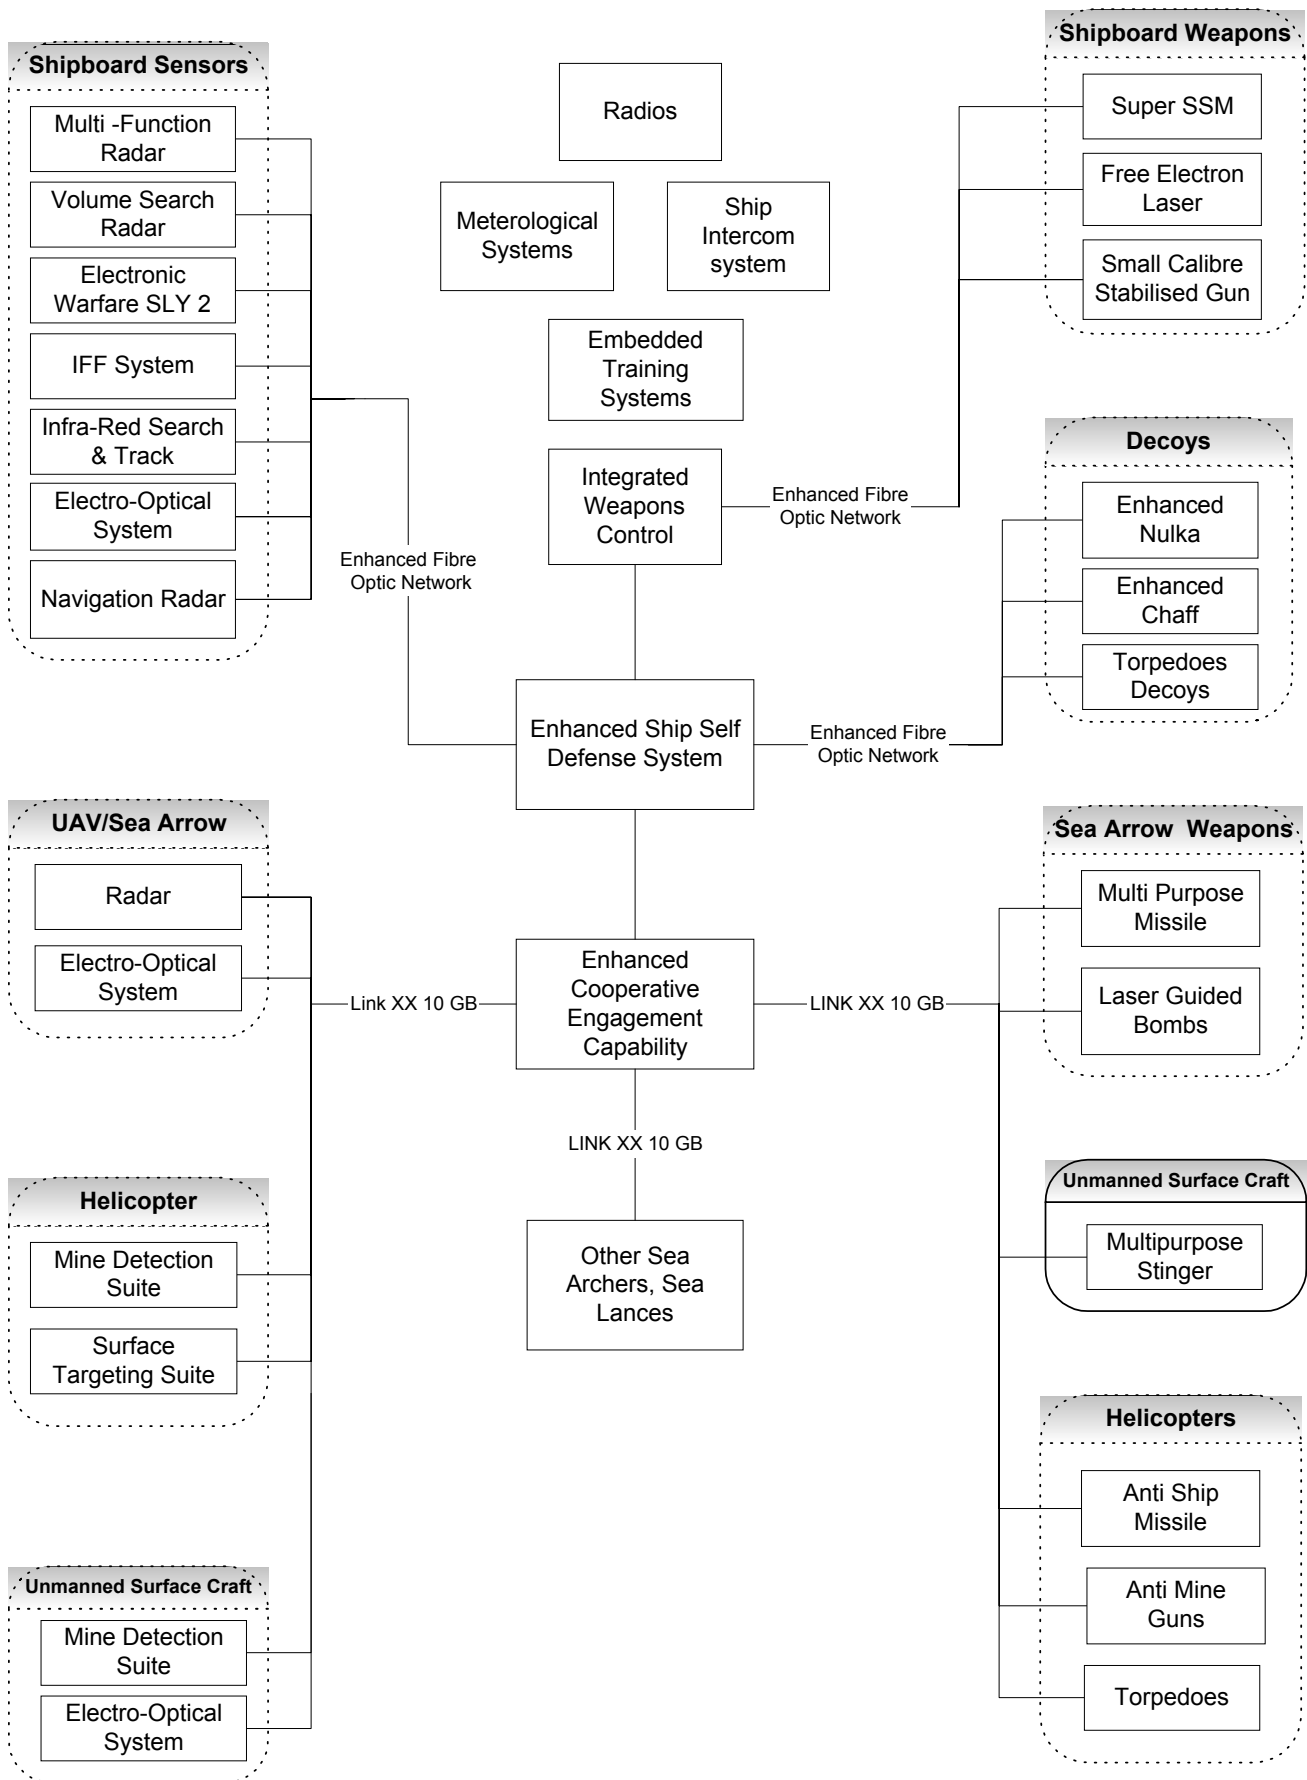 Shipboard Sensors
Multi -Function
Radar
Volume Search
Radar
Electronic
Warfare SLY 2
IFF System
Infra-Red Search
& Track
Electro-Optical
System
Navigation Radar
Radios
Meterological
Systems
Ship
Intercom
system
Embedded
Training
Systems
Integrated
Weapons
Control
Enhanced Fibre
Optic Network
Shipboard Weapons
Super SSM
Free Electron
Laser
Small Calibre
Stabilised Gun
Decoys
Enhanced
Nulka
Enhanced
Chaff
Torpedoes
Decoys
Enhanced Fibre
Optic Network
Enhanced Ship Self
Defense System
Enhanced Fibre
Optic Network
UAV/Sea Arrow
Radar
Electro-Optical
System
Link XX 10 GB
Enhanced
Cooperative
Engagement
Capability
LINK XX 10 GB
Sea Arrow  Weapons
Multi Purpose
Missile
Laser Guided
Bombs
LINK XX 10 GB
Other Sea
Archers, Sea
Lances
Helicopter
Mine Detection
Suite
Surface
Targeting Suite
Unmanned Surface Craft
Multipurpose
Stinger
Helicopters
Anti Ship
Missile
Anti Mine
Guns
Torpedoes
Unmanned Surface Craft
Mine Detection
Suite
Electro-Optical
System